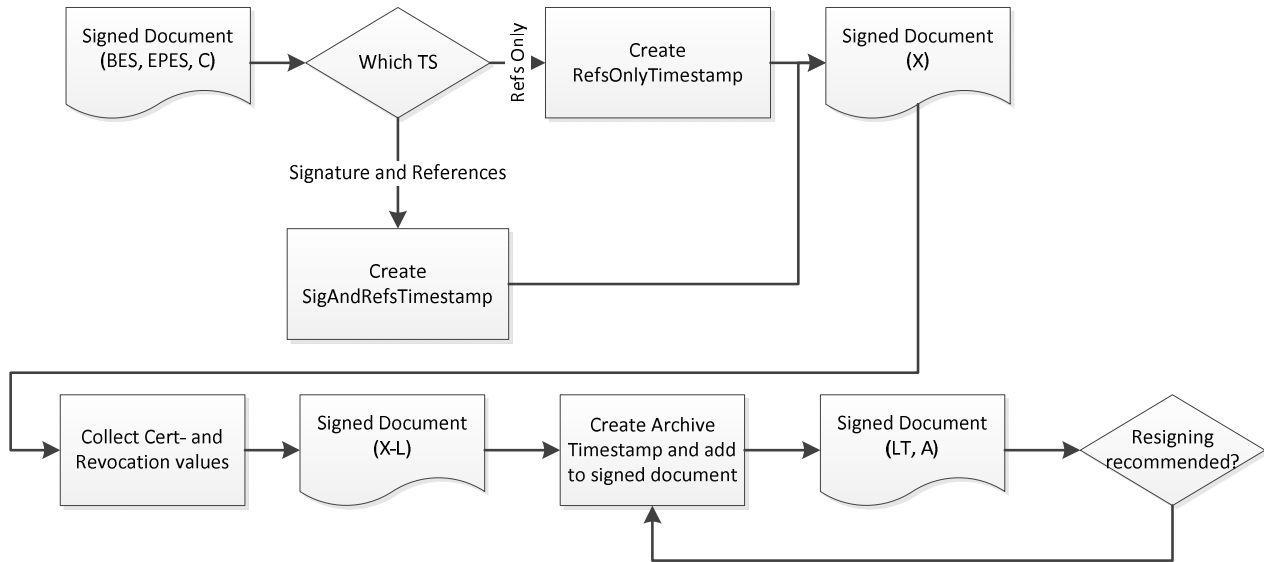 Signed Document
(BES, EPES, C)
Which TS
Refs Only
Create
RefsOnlyTimestamp
Signed Document
(X)
Signature and References
Create
SigAndRefsTimestamp
Collect Cert- and
Revocation values
Signed Document
(X-L)
Create Archive
Timestamp and add
to signed document
Signed Document
(LT, A)
Resigning
recommended?